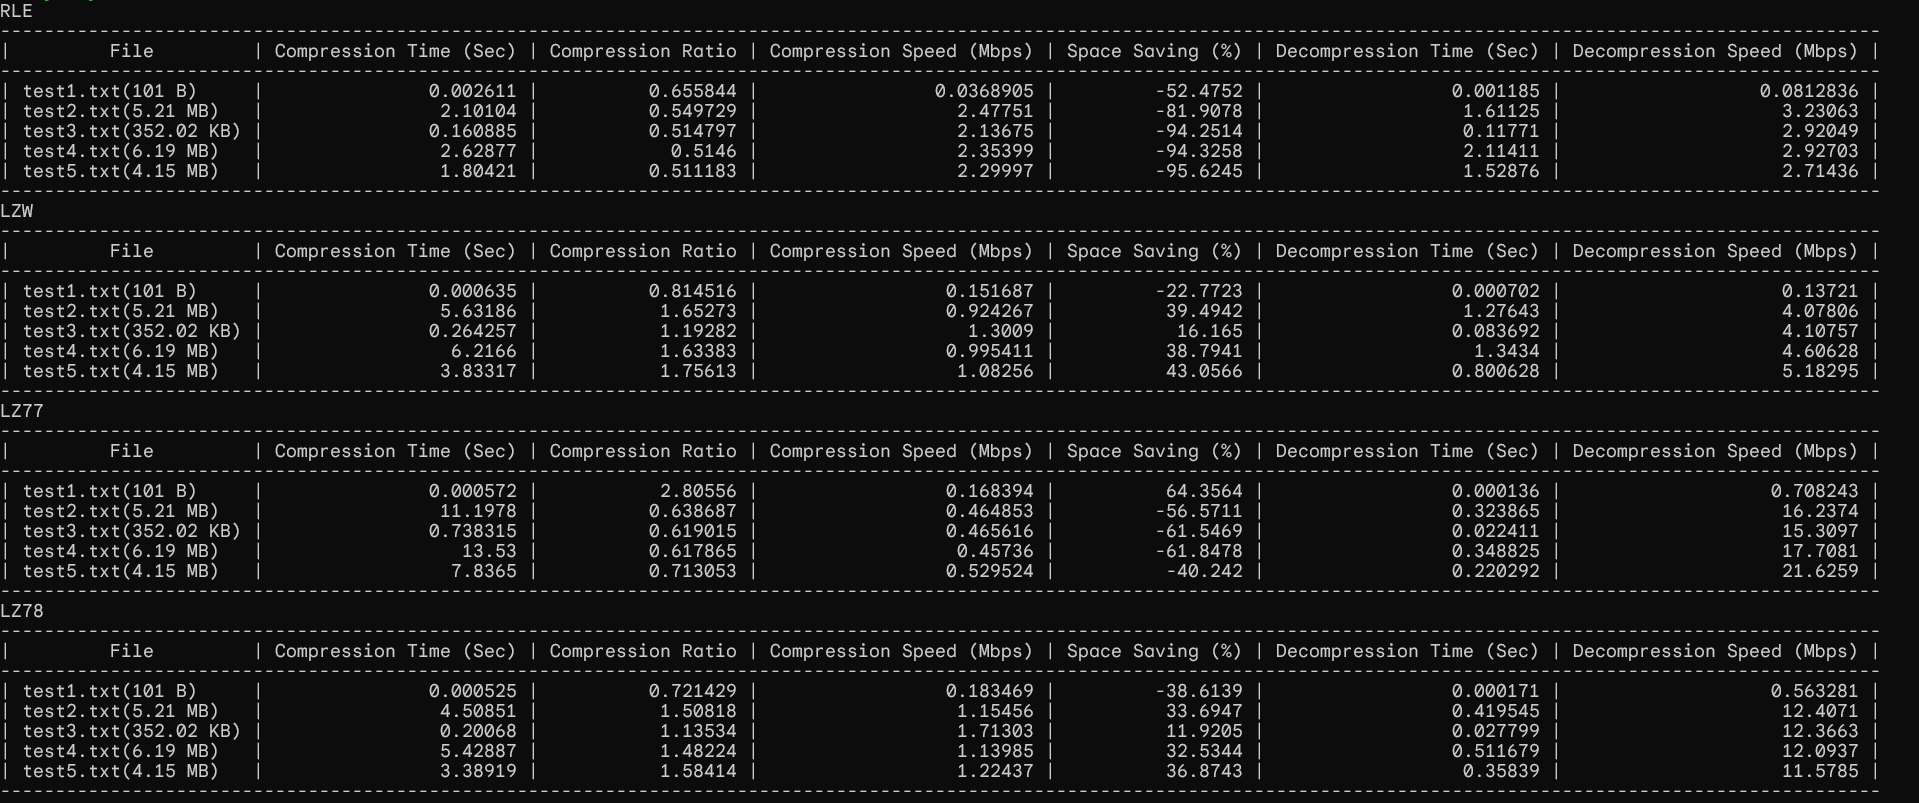 RLE
-----------------------------------------------------------------------------------------------------------------------------------------------------------------------------
|         File         | Compression Time (Sec) | Compression Ratio | Compression Speed (Mbps) | Space Saving (%) | Decompression Time (Sec) | Decompression Speed (Mbps) |
-----------------------------------------------------------------------------------------------------------------------------------------------------------------------------
| test1.txt(101 B)     |               0.002611 |          0.655844 |                0.0368905 |         -52.4752 |                 0.001185 |                  0.0812836 |
| test2.txt(5.21 MB)   |                2.10104 |          0.549729 |                  2.47751 |         -81.9078 |                  1.61125 |                    3.23063 |
| test3.txt(352.02 KB) |               0.160885 |          0.514797 |                  2.13675 |         -94.2514 |                  0.11771 |                    2.92049 |
| test4.txt(6.19 MB)   |                2.62877 |            0.5146 |                  2.35399 |         -94.3258 |                  2.11411 |                    2.92703 |
| test5.txt(4.15 MB)   |                1.80421 |          0.511183 |                  2.29997 |         -95.6245 |                  1.52876 |                    2.71436 |
-----------------------------------------------------------------------------------------------------------------------------------------------------------------------------
LZW
-----------------------------------------------------------------------------------------------------------------------------------------------------------------------------
|         File         | Compression Time (Sec) | Compression Ratio | Compression Speed (Mbps) | Space Saving (%) | Decompression Time (Sec) | Decompression Speed (Mbps) |
-----------------------------------------------------------------------------------------------------------------------------------------------------------------------------
| test1.txt(101 B)     |               0.000635 |          0.814516 |                 0.151687 |         -22.7723 |                 0.000702 |                    0.13721 |
| test2.txt(5.21 MB)   |                5.63186 |           1.65273 |                 0.924267 |          39.4942 |                  1.27643 |                    4.07806 |
| test3.txt(352.02 KB) |               0.264257 |           1.19282 |                   1.3009 |           16.165 |                 0.083692 |                    4.10757 |
| test4.txt(6.19 MB)   |                 6.2166 |           1.63383 |                 0.995411 |          38.7941 |                   1.3434 |                    4.60628 |
| test5.txt(4.15 MB)   |                3.83317 |           1.75613 |                  1.08256 |          43.0566 |                 0.800628 |                    5.18295 |
-----------------------------------------------------------------------------------------------------------------------------------------------------------------------------
LZ77
-----------------------------------------------------------------------------------------------------------------------------------------------------------------------------
|         File         | Compression Time (Sec) | Compression Ratio | Compression Speed (Mbps) | Space Saving (%) | Decompression Time (Sec) | Decompression Speed (Mbps) |
-----------------------------------------------------------------------------------------------------------------------------------------------------------------------------
| test1.txt(101 B)     |               0.000572 |           2.80556 |                 0.168394 |          64.3564 |                 0.000136 |                   0.708243 |
| test2.txt(5.21 MB)   |                11.1978 |          0.638687 |                 0.464853 |         -56.5711 |                 0.323865 |                    16.2374 |
| test3.txt(352.02 KB) |               0.738315 |          0.619015 |                 0.465616 |         -61.5469 |                 0.022411 |                    15.3097 |
| test4.txt(6.19 MB)   |                  13.53 |          0.617865 |                  0.45736 |         -61.8478 |                 0.348825 |                    17.7081 |
| test5.txt(4.15 MB)   |                 7.8365 |          0.713053 |                 0.529524 |          -40.242 |                 0.220292 |                    21.6259 |
-----------------------------------------------------------------------------------------------------------------------------------------------------------------------------
LZ78
-----------------------------------------------------------------------------------------------------------------------------------------------------------------------------
|         File         | Compression Time (Sec) | Compression Ratio | Compression Speed (Mbps) | Space Saving (%) | Decompression Time (Sec) | Decompression Speed (Mbps) |
-----------------------------------------------------------------------------------------------------------------------------------------------------------------------------
| test1.txt(101 B)     |               0.000525 |          0.721429 |                 0.183469 |         -38.6139 |                 0.000171 |                   0.563281 |
| test2.txt(5.21 MB)   |                4.50851 |           1.50818 |                  1.15456 |          33.6947 |                 0.419545 |                    12.4071 |
| test3.txt(352.02 KB) |                0.20068 |           1.13534 |                  1.71303 |          11.9205 |                 0.027799 |                    12.3663 |
| test4.txt(6.19 MB)   |                5.42887 |           1.48224 |                  1.13985 |          32.5344 |                 0.511679 |                    12.0937 |
| test5.txt(4.15 MB)   |                3.38919 |           1.58414 |                  1.22437 |          36.8743 |                  0.35839 |                    11.5785 |
-----------------------------------------------------------------------------------------------------------------------------------------------------------------------------